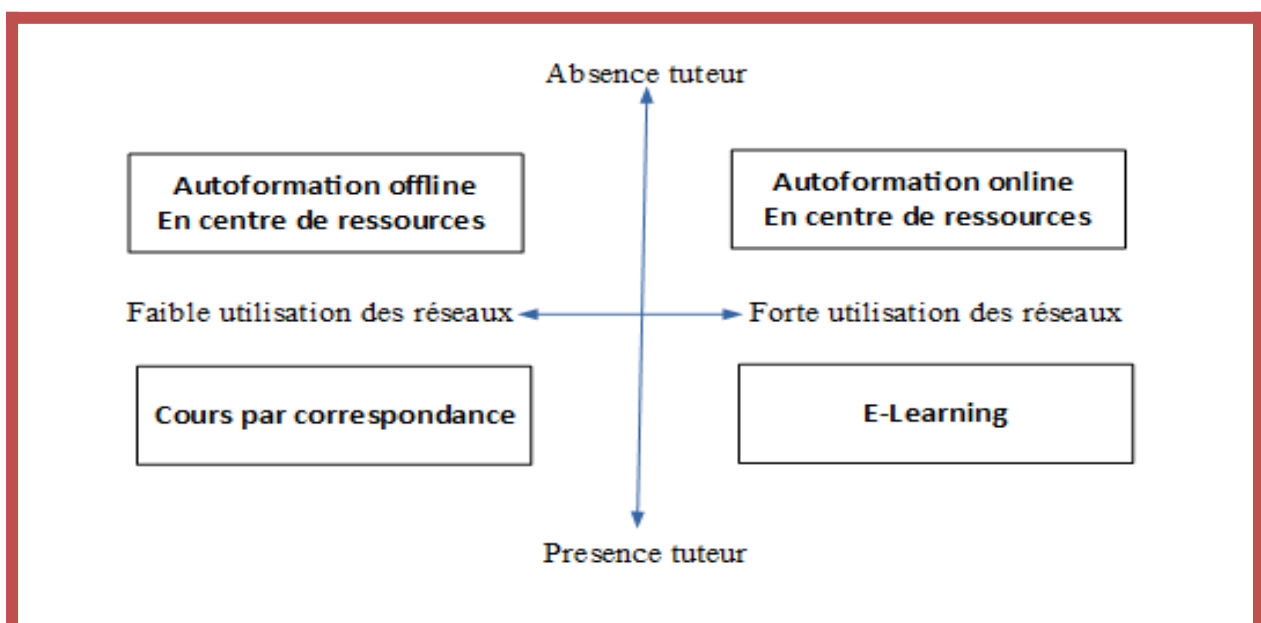 Absence tuteur
Autoformation offline
En centre de ressources
Autoformation online
En centre de ressources
Faible utilisation des réseaux
Forte utilisation des réseaux
Cours par correspondance
E-Learning
Presence tuteur